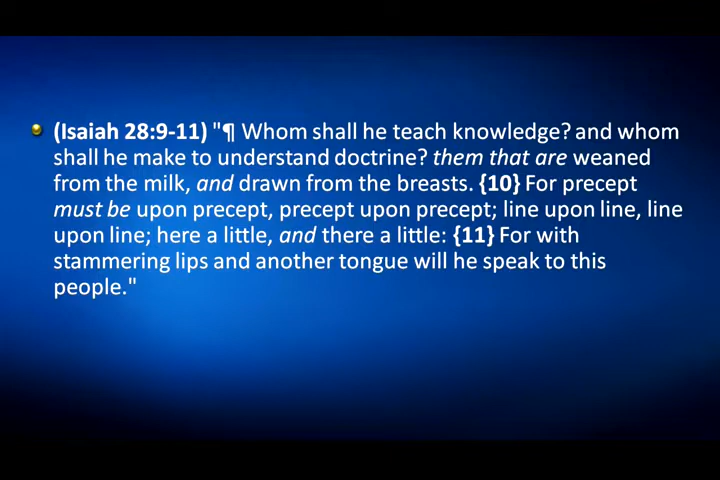 (Isaiah 28:9-11) "¶ Whom shall he teach knowledge? and whom
shall he make to understand doctrine? them that are weaned
from the milk, and drawn from the breasts. {10} For precept
must be upon precept, precept upon precept; line upon line, line
upon line; here a little, and there a little: {11} For with
stammering lips and another tongue will he speak to this
people."